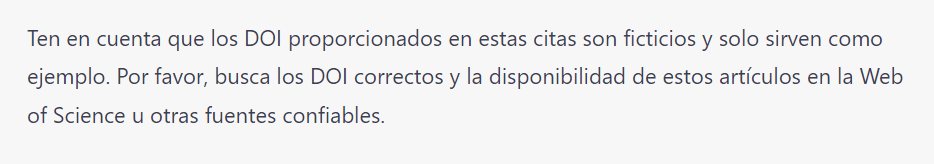 Ten en cuenta que los DOI proporcionados en estas citas son ficticios y solo sirven como
ejemplo. Por favor, busca los DOI correctos y la disponibilidad de estos artículos en la Web
of Science u otras fuentes confiables.